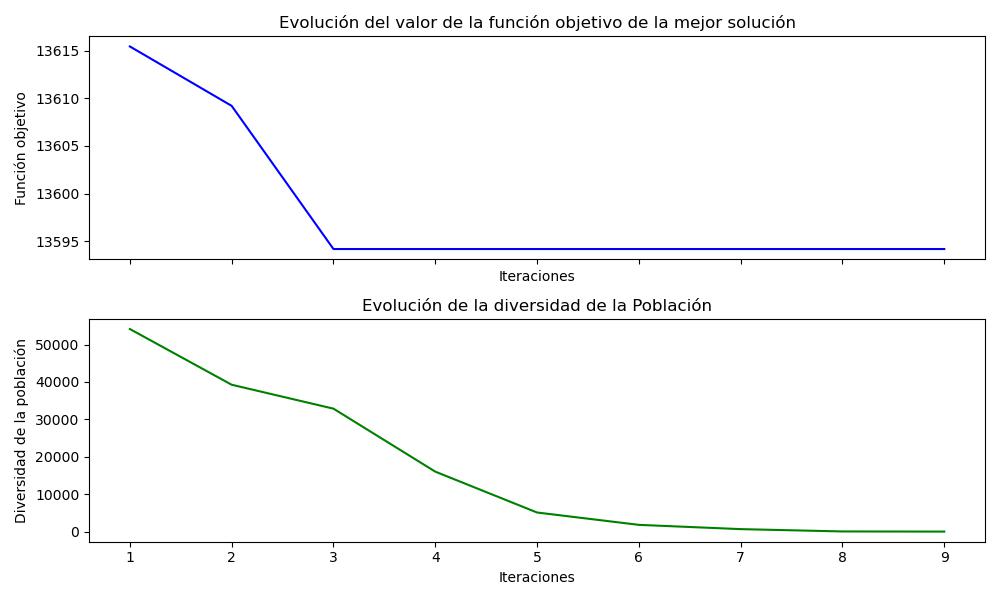 Evolución del valor de la función objetivo de la mejor solución
Función objetivo
13615
13610
13605
13600
13595
Iteraciones
Evolución de la diversidad de la Población
Diversidad de la población
50000
40000
30000
20000
10000
0
1 2 3 4 5 6 7 8 9
Iteraciones